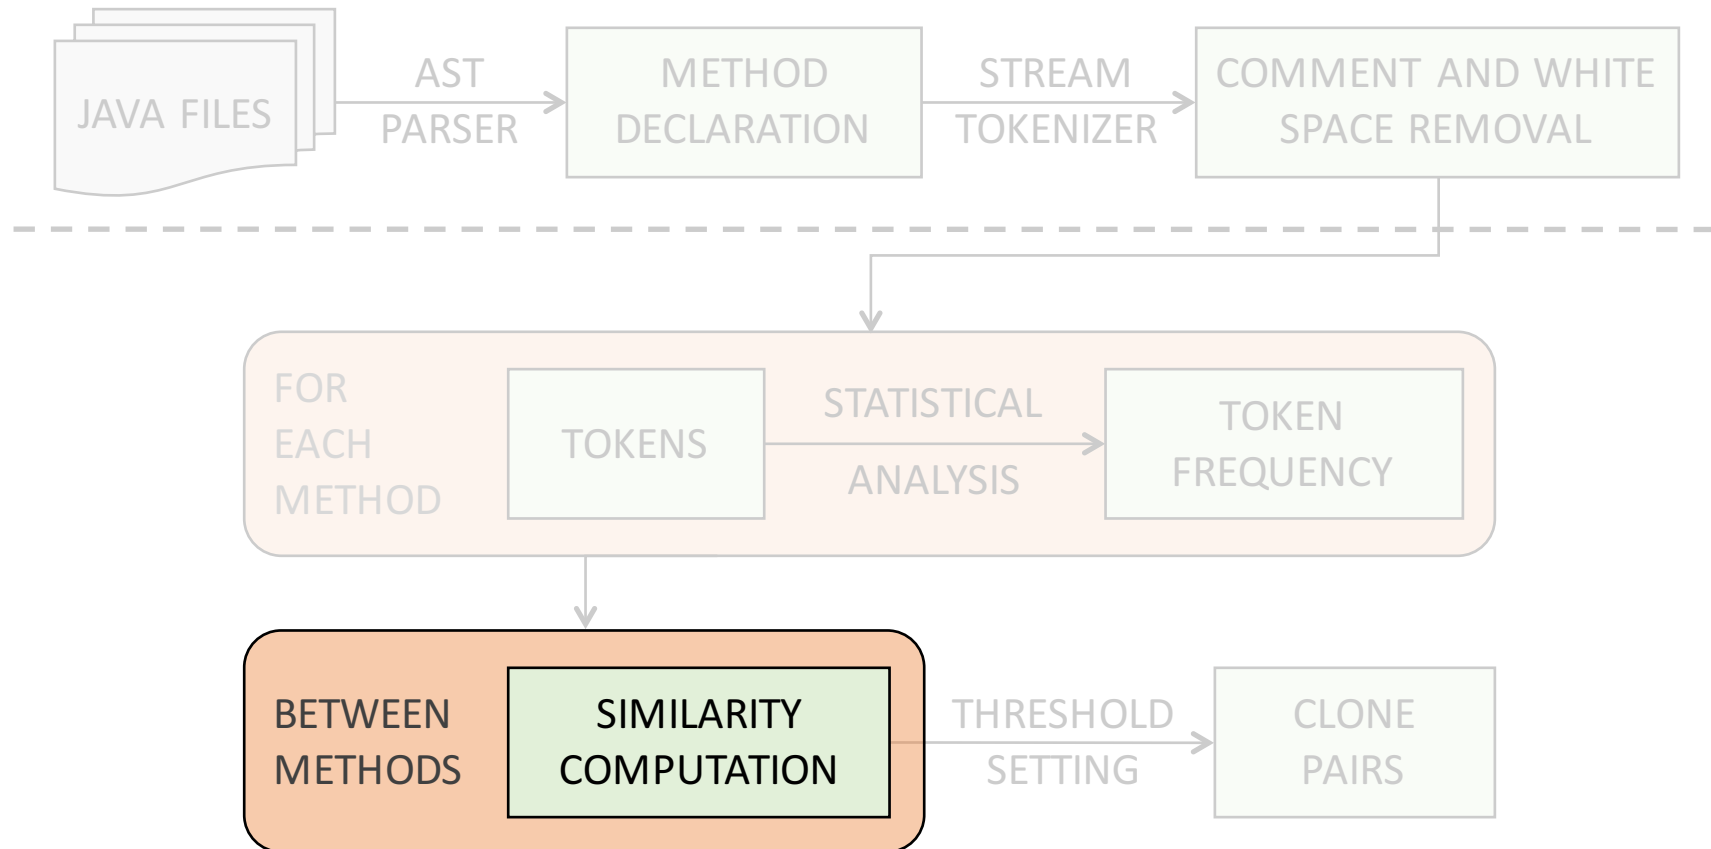 JAVA FILES
AST
PARSER
METHOD
DECLARATION
STREAM
TOKENIZER
COMMENT AND WHITE
SPACE REMOVAL
FOR
EACH
METHOD
TOKENS
STATISTICAL
ANALYSIS
TOKEN
FREQUENCY
BETWEEN
METHODS
SIMILARITY
COMPUTATION
THRESHOLD
SETTING
CLONE
PAIRS